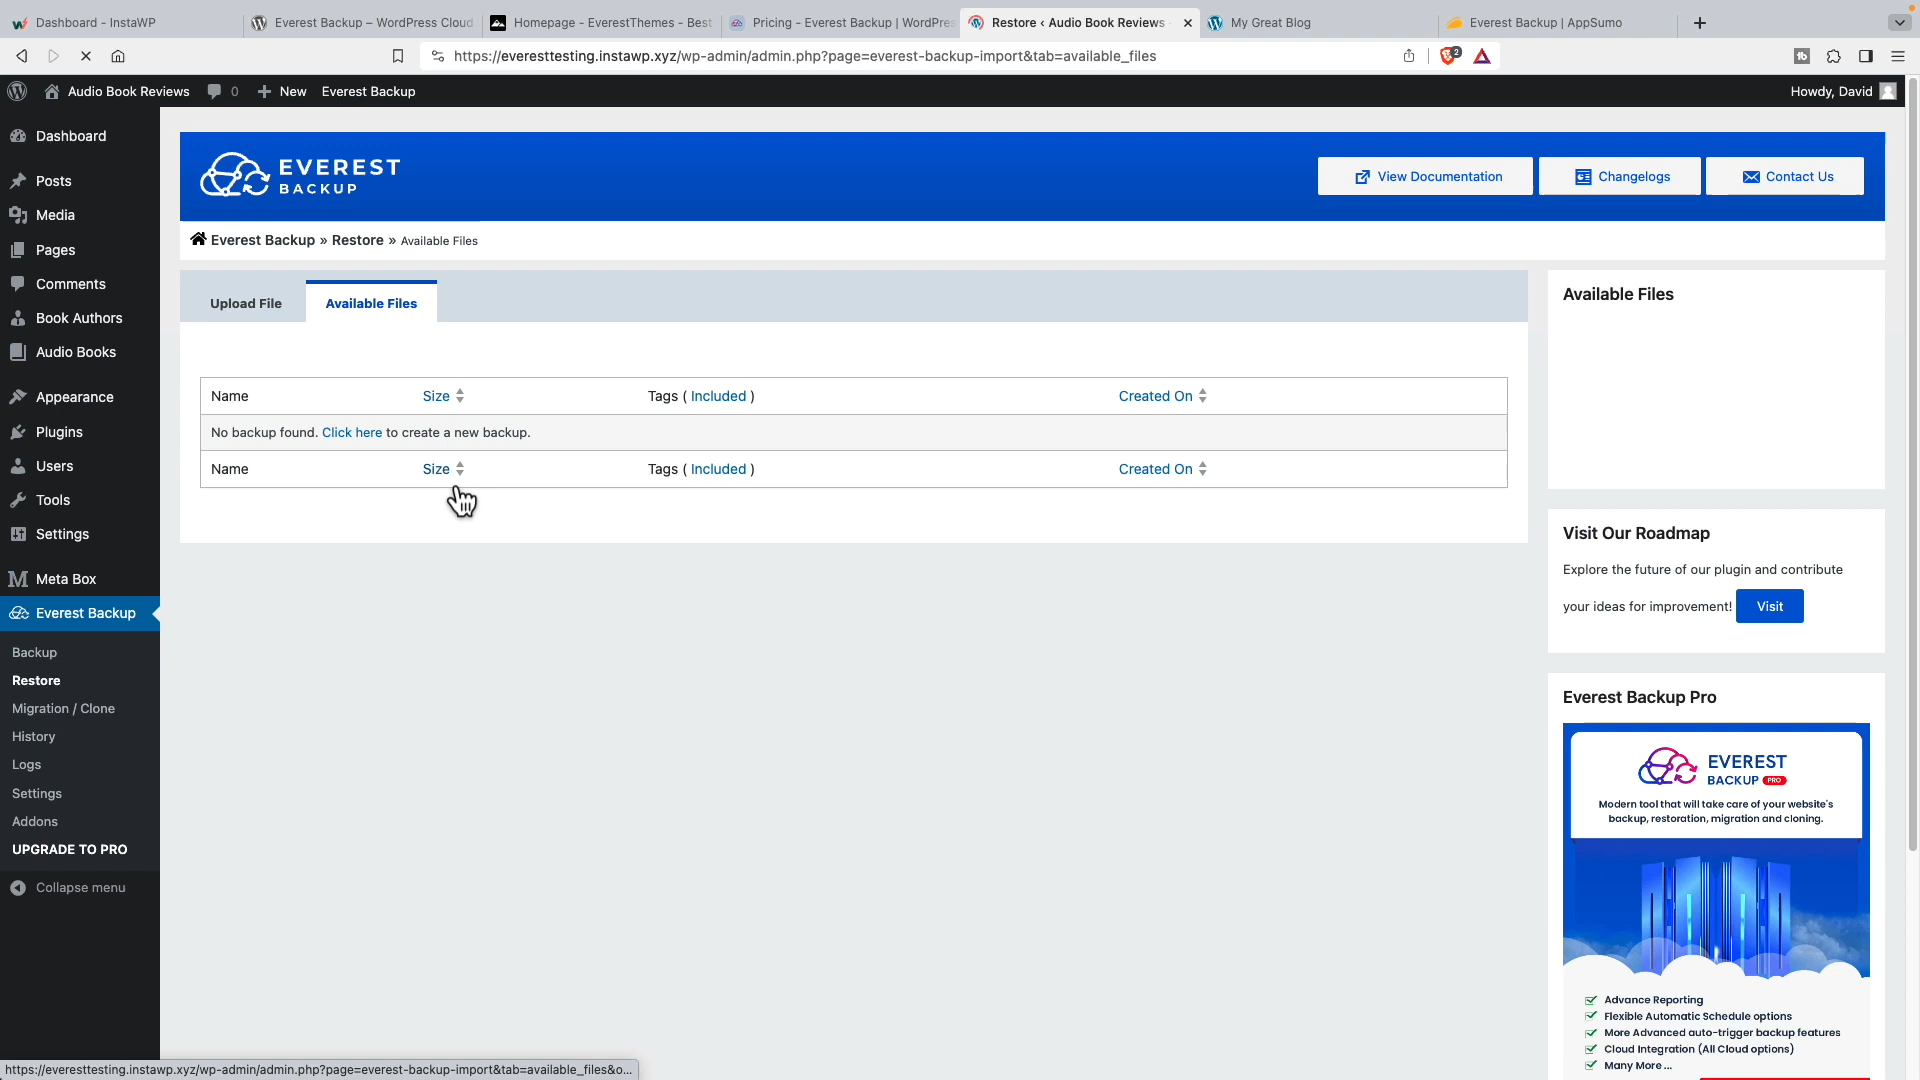 Dashboard - InstaWP
Everest Backup – WordPress Cloud
Homepage - EverestThemes - Best
Pricing - Everest Backup | WordPre
Restore ‹ Audio Book Reviews
My Great Blog
Everest Backup | AppSumo
https://everesttesting.instawp.xyz/wp-admin/admin.php?page=everest-backup-import&tab=available_files
2
Audio Book Reviews
0
New
Everest Backup
Howdy, David
Dashboard
Posts
Media
Pages
Comments
Book Authors
Audio Books
Appearance
Plugins
Users
Tools
Settings
Meta Box
Everest Backup
Backup
Restore
Migration / Clone
History
Logs
Settings
Addons
UPGRADE TO PRO
Collapse menu
EVEREST
BACKUP
View Documentation
Changelogs
Contact Us
Everest Backup » Restore » Available Files
Upload File
Available Files
Name Size Tags ( Included ) Created On
No backup found. Click here to create a new backup.
Name Size Tags ( Included ) Created On
Available Files
Visit Our Roadmap
Explore the future of our plugin and contribute
your ideas for improvement! Visit
Everest Backup Pro
EVEREST
BACKUP PRO
Modern tool that will take care of your website's
backup, restoration, migration and cloning.
Advance Reporting
Flexible Automatic Schedule options
More Advanced auto-trigger backup features
Cloud Integration (All Cloud options)
Many More ...
https://everesttesting.instawp.xyz/wp-admin/admin.php?page=everest-backup-import&tab=available_files&o...